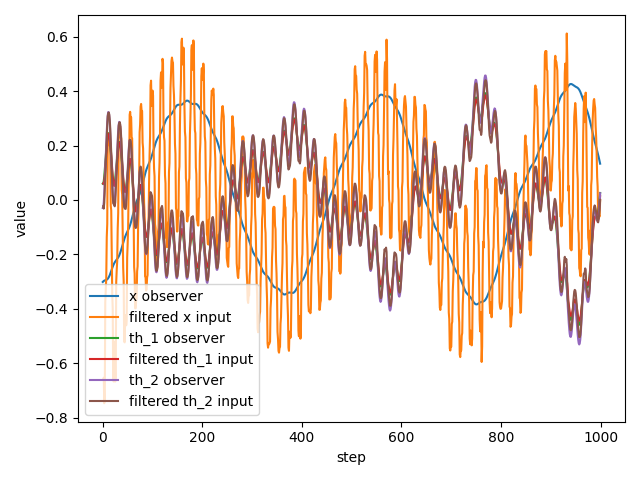 0.6
0.4
0.2
0.0
−0.2
−0.4
−0.6
−0.8
value
x observer
filtered x input
th_1 observer
filtered th_1 input
th_2 observer
filtered th_2 input
0 200 400 600 800 1000
step